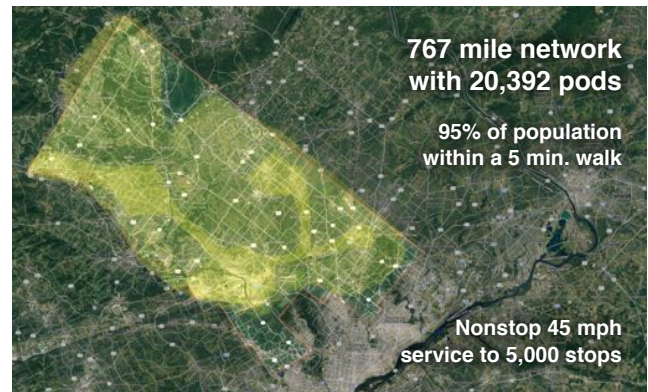 767 mile network
with 20,392 pods
95% of population
within a 5 min. walk
Nonstop 45 mph
service to 5,000 stops